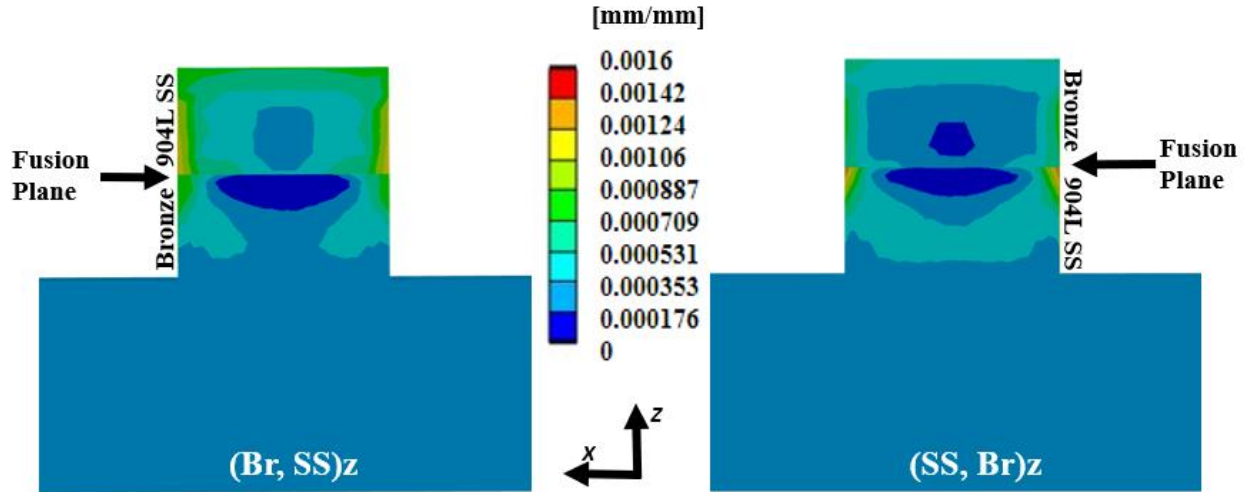 [mm/mm]
0.0016
0.00142
0.00124
0.00106
0.000887
0.000709
0.000531
0.000353
0.000176
0
904L SS
Bronze
Fusion
Plane
Bronze
904L SS
Fusion
Plane
Z
X
(Br, SS)z
(SS, Br)z